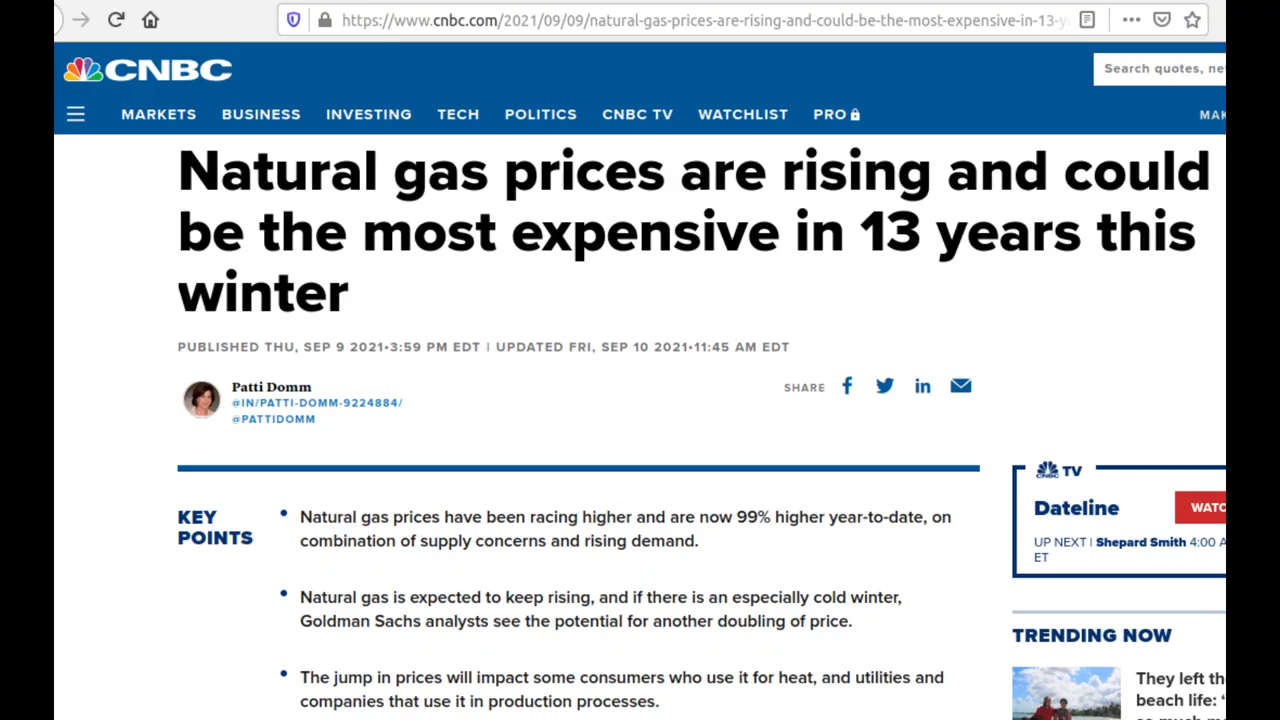 https://www.cnbc.com/2021/09/09/natural-gas-prices-are-rising-and-could-be-the-most-expensive-in-13-y
CNBC
Search quotes, ne
MARKETS BUSINESS INVESTING TECH POLITICS CNBC TV WATCHLIST PRO
MAK
Natural gas prices are rising and could
be the most expensive in 13 years this
winter
PUBLISHED THU, SEP 9 2021•3:59 PM EDT | UPDATED FRI, SEP 10 2021•11:45 AM EDT
Patti Domm
@IN/PATTI-DOMM-9224884/
@PATTIDOMM
SHARE
KEY
POINTS
• Natural gas prices have been racing higher and are now 99% higher year-to-date, on
combination of supply concerns and rising demand.
• Natural gas is expected to keep rising, and if there is an especially cold winter,
Goldman Sachs analysts see the potential for another doubling of price.
• The jump in prices will impact some consumers who use it for heat, and utilities and
companies that use it in production processes.
CNBC TV
Dateline
WATC
UP NEXT | Shepard Smith 4:00 A
ET
TRENDING NOW
They left th
beach life: ‘